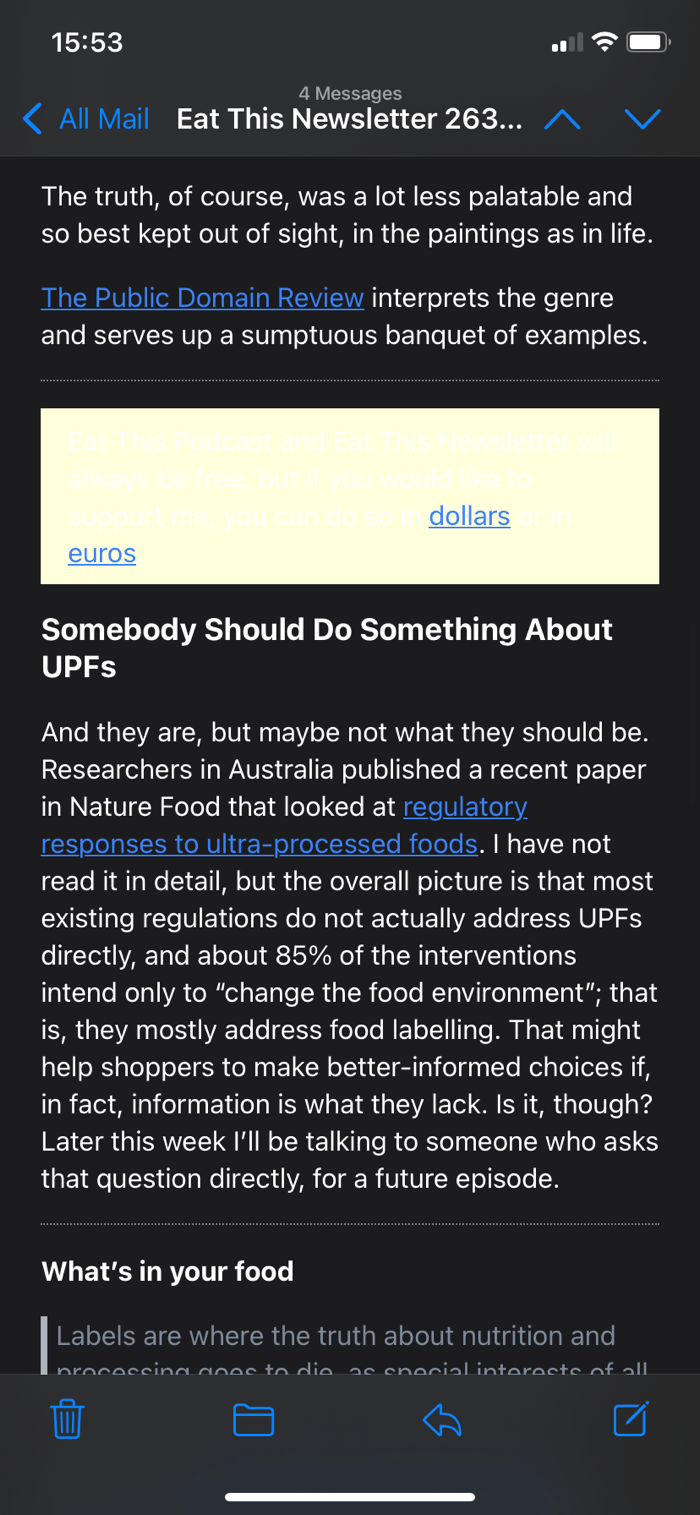 15:53
4 Messages
All Mail
Eat This Newsletter 263...
The truth, of course, was a lot less palatable and
so best kept out of sight, in the paintings as in life.
The Public Domain Review interprets the genre
and serves up a sumptuous banquet of examples.
Eat This Podcast and Eat This Newsletter will
always be free, but if you would like to
support me, you can do so in dollars or in
euros
Somebody Should Do Something About
UPFs
And they are, but maybe not what they should be.
Researchers in Australia published a recent paper
in Nature Food that looked at regulatory
responses to ultra-processed foods. I have not
read it in detail, but the overall picture is that most
existing regulations do not actually address UPFs
directly, and about 85% of the interventions
intend only to “change the food environment”; that
is, they mostly address food labelling. That might
help shoppers to make better-informed choices if,
in fact, information is what they lack. Is it, though?
Later this week I’ll be talking to someone who asks
that question directly, for a future episode.
What’s in your food
Labels are where the truth about nutrition and
processing goes to die, as special interests of all